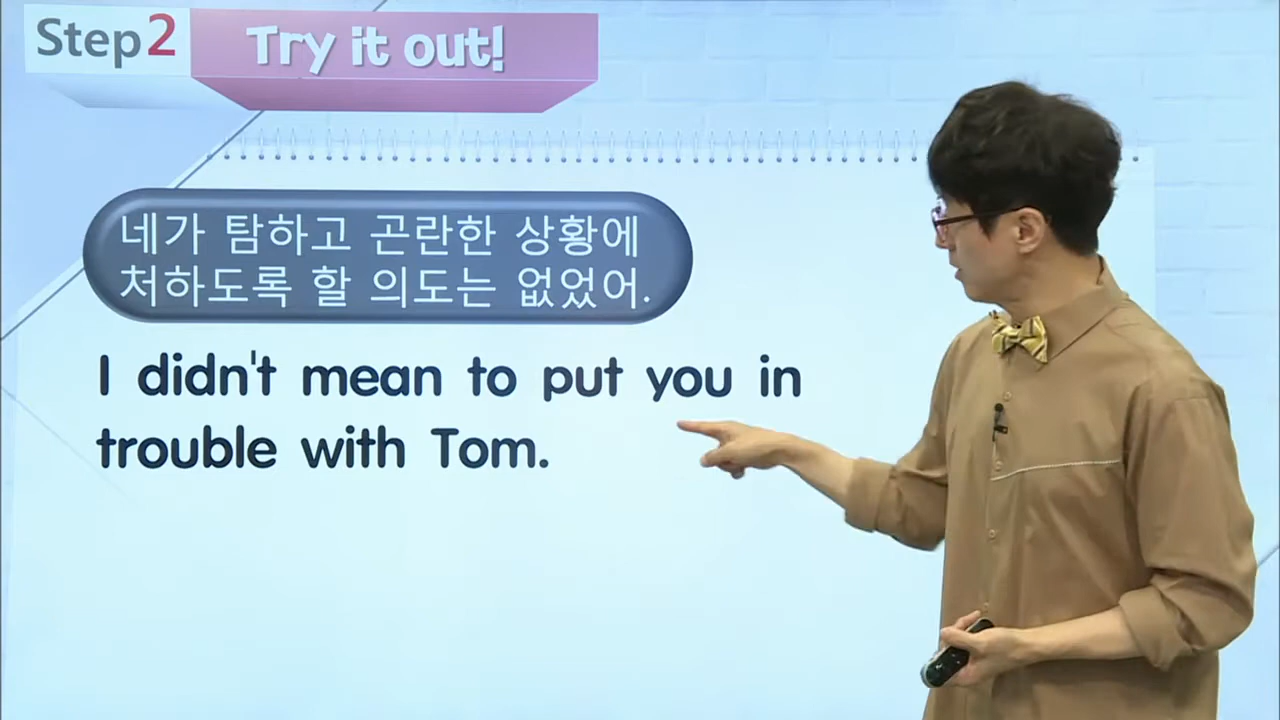 Step2
Try it out!
네가 탐하고 곤란한 상황에
처하도록 할 의도는 없었어.
I didn't mean to put you in
trouble with Tom.